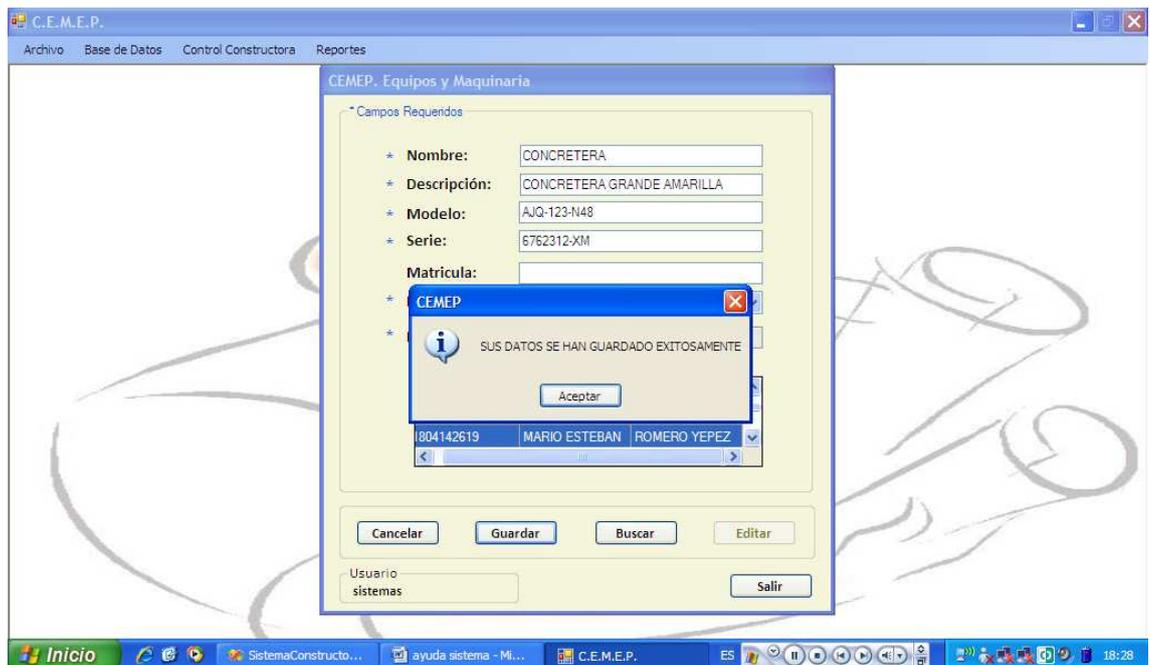 C.E.M.E.P.
Archivo Base de Datos Control Constructora Reportes
CEMEP. Equipos y Maquinaria
* Campos Requeridos
* Nombre: CONCRETERA
* Descripción: CONCRETERA GRANDE AMARILLA
* Modelo: AJQ-123-N48
* Serie: 6762312-XM
Matricula:
*
*
CEMEP
SUS DATOS SE HAN GUARDADO EXITOSAMENTE
Aceptar
1804142619 MARIO ESTEBAN ROMERO YEPEZ
Cancelar Guardar Buscar Editar
Usuario
sistemas
Salir
Inicio SistemaConstructo... ayuda sistema - Mi... C.E.M.E.P. ES 18:28